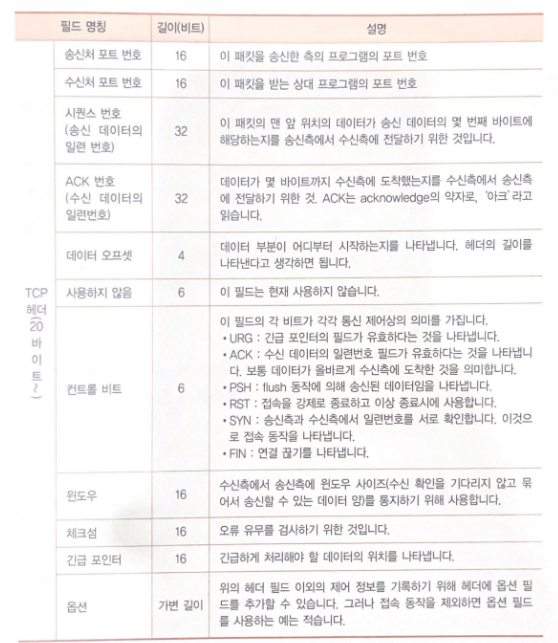 필드 명칭 길이(비트) 설명
송신처 포트 번호 16 이 패킷을 송신한 측의 프로그램의 포트 번호
수신처 포트 번호 16 이 패킷을 받는 상대 프로그램의 포트 번호
시퀀스 번호
(송신 데이터의
일련 번호)
32
이 패킷의 맨 앞 위치의 데이터가 송신 데이터의 몇 번째 바이트에
해당하는지를 송신측에서 수신측에 전달하기 위한 것입니다.
ACK 번호
(수신 데이터의
일련번호)
32
데이터가 몇 바이트까지 수신측에 도착했는지를 수신측에서 송신측
에 전달하기 위한 것. ACK는 acknowledge의 약자로, '아크'라고
읽습니다.
데이터 오프셋 4
데이터 부분이 어디부터 시작하는지를 나타냅니다. 헤더의 길이를
나타낸다고 생각하면 됩니다.
TCP
헤더
(20
바
이
트~
)
사용하지 않음 6 이 필드는 현재 사용하지 않습니다.
컨트롤 비트 6
이 필드의 각 비트가 각각 통신 제어상의 의미를 가집니다.
• URG : 긴급 포인터의 필드가 유효하다는 것을 나타냅니다.
• ACK : 수신 데이터의 일련번호 필드가 유효하다는 것을 나타냅니
다. 보통 데이터가 올바르게 수신측에 도착한 것을 의미합니다.
• PSH : flush 동작에 의해 송신된 데이터임을 나타냅니다.
• RST : 접속을 강제로 종료하고 이상 종료시에 사용합니다.
• SYN : 송신측과 수신측에서 일련번호를 서로 확인합니다. 이것으
로 접속 동작을 나타냅니다.
• FIN : 연결 끊기를 나타냅니다.
윈도우 16
수신측에서 송신측에 윈도우 사이즈(수신 확인을 기다리지 않고 묶
어서 송신할 수 있는 데이터 양)를 통지하기 위해 사용합니다.
체크섬 16 오류 유무를 검사하기 위한 것입니다.
긴급 포인터 16 긴급하게 처리해야 할 데이터의 위치를 나타냅니다.
옵션 가변 길이
위의 헤더 필드 이외의 제어 정보를 기록하기 위해 헤더에 옵션 필
드를 추가할 수 있습니다. 그러나 접속 동작을 제외하면 옵션 필드
를 사용하는 예는 적습니다.